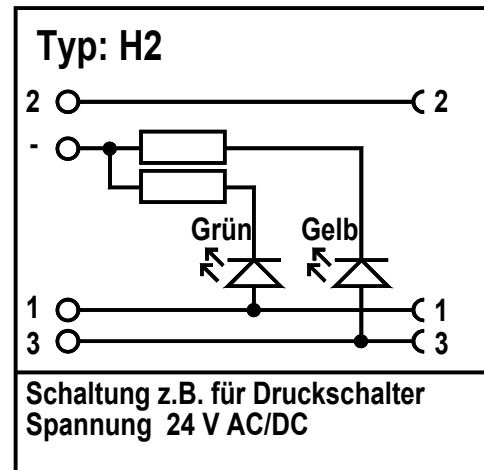 Typ: H2
2 2
-
Grün Gelb
1 1
3 3
Schaltung z.B. für Druckschalter
Spannung 24 V AC/DC